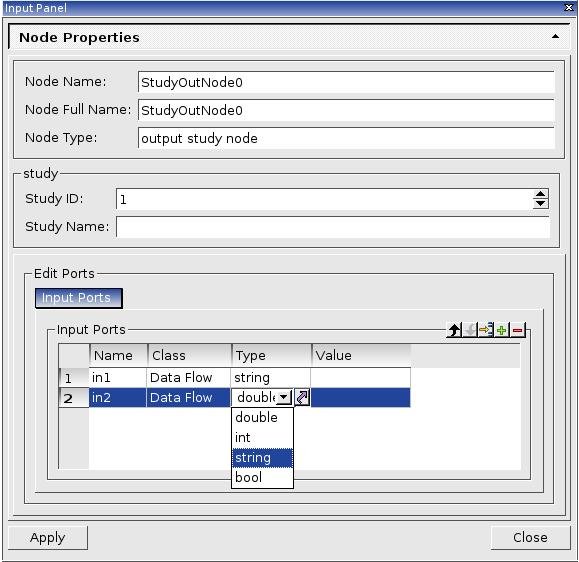 Input Panel
Node Properties
Node Name: StudyOutNode0
Node Full Name: StudyOutNode0
Node Type: output study node
study
Study ID: 1
Study Name:
Edit Ports
Input Ports
Input Ports
Name Class Type Value
1 in1 Data Flow string
2 in2 Data Flow double
double
int
string
bool
Apply Close